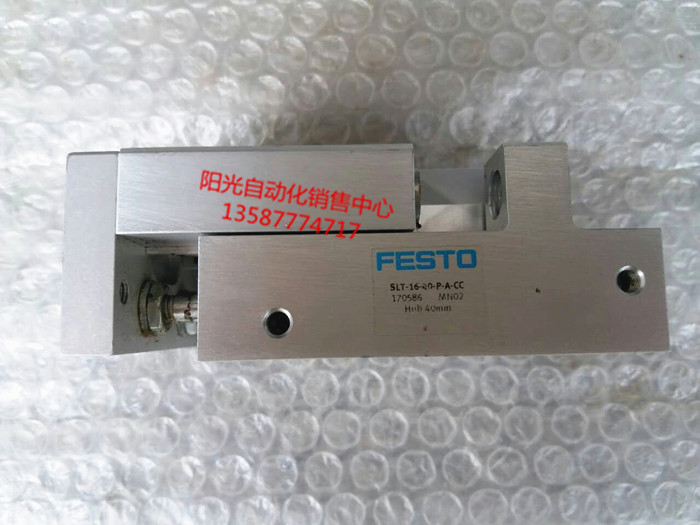 阳光自动化销售中心
13587774717
FESTO
SLT-16-40-P-A-CC
170586 MN02
Hub 40mm